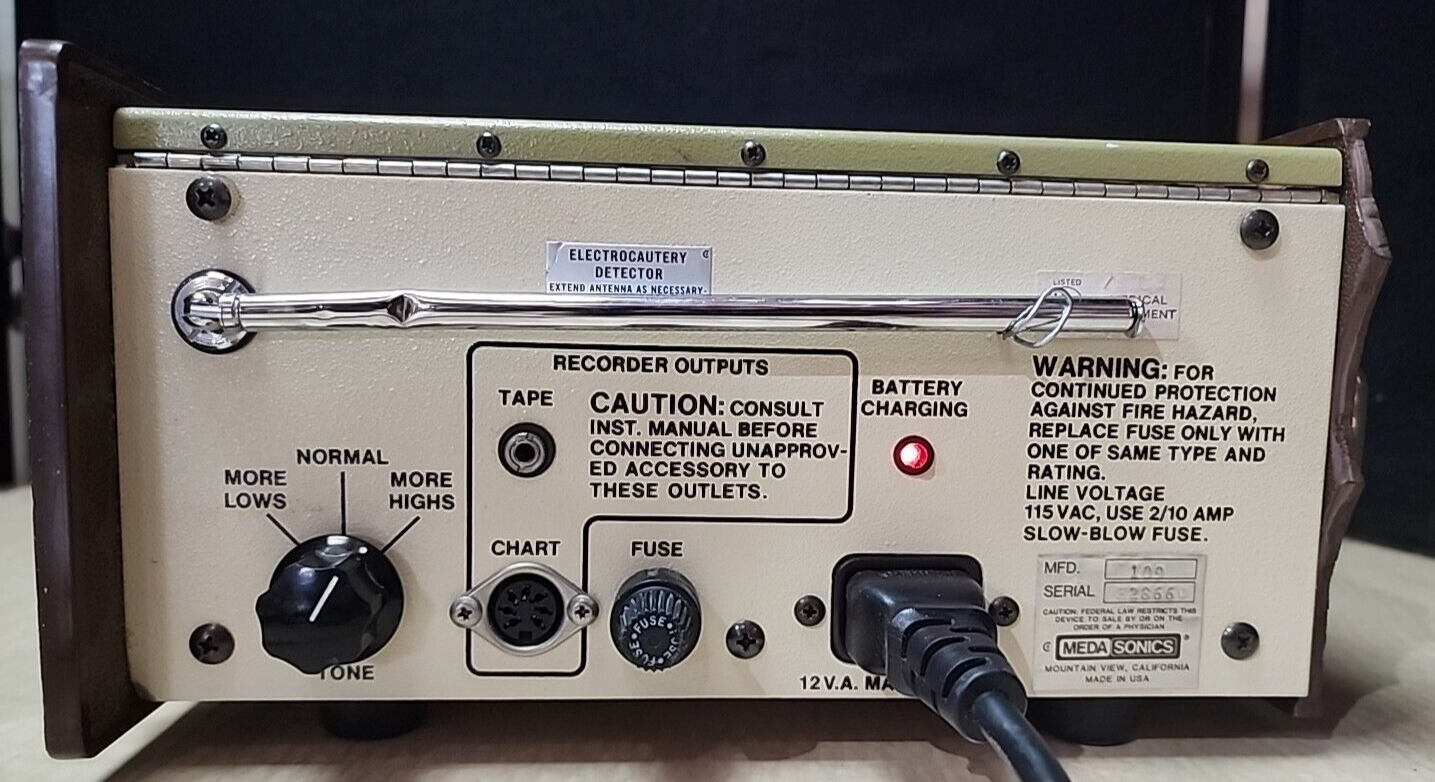 ELECTROCAUTERY
DETECTOR
EXTEND ANTENNA AS NECESSARY-
LISTED
RECORDER OUTPUTS
TAPE
CAUTION: CONSULT
INST. MANUAL BEFORE
CONNECTING UNAPPROV-
ED ACCESSORY TO
THESE OUTLETS.
BATTERY
CHARGING
WARNING: FOR
CONTINUED PROTECTION
AGAINST FIRE HAZARD,
REPLACE FUSE ONLY WITH
ONE OF SAME TYPE AND
RATING.
LINE VOLTAGE
115 VAC, USE 2/10 AMP
SLOW-BLOW FUSE.
NORMAL
MORE
LOWS
MORE
HIGHS
TONE
CHART
FUSE
FUSE FUSE FUSE
12 V.A.
MFD.
SERIAL
CAUTION: FEDERAL LAW RESTRICTS THIS
DEVICE TO SALE BY OR ON THE
ORDER OF A PHYSICIAN
MEDA SONICS®
MOUNTAIN VIEW, CALIFORNIA
MADE IN USA